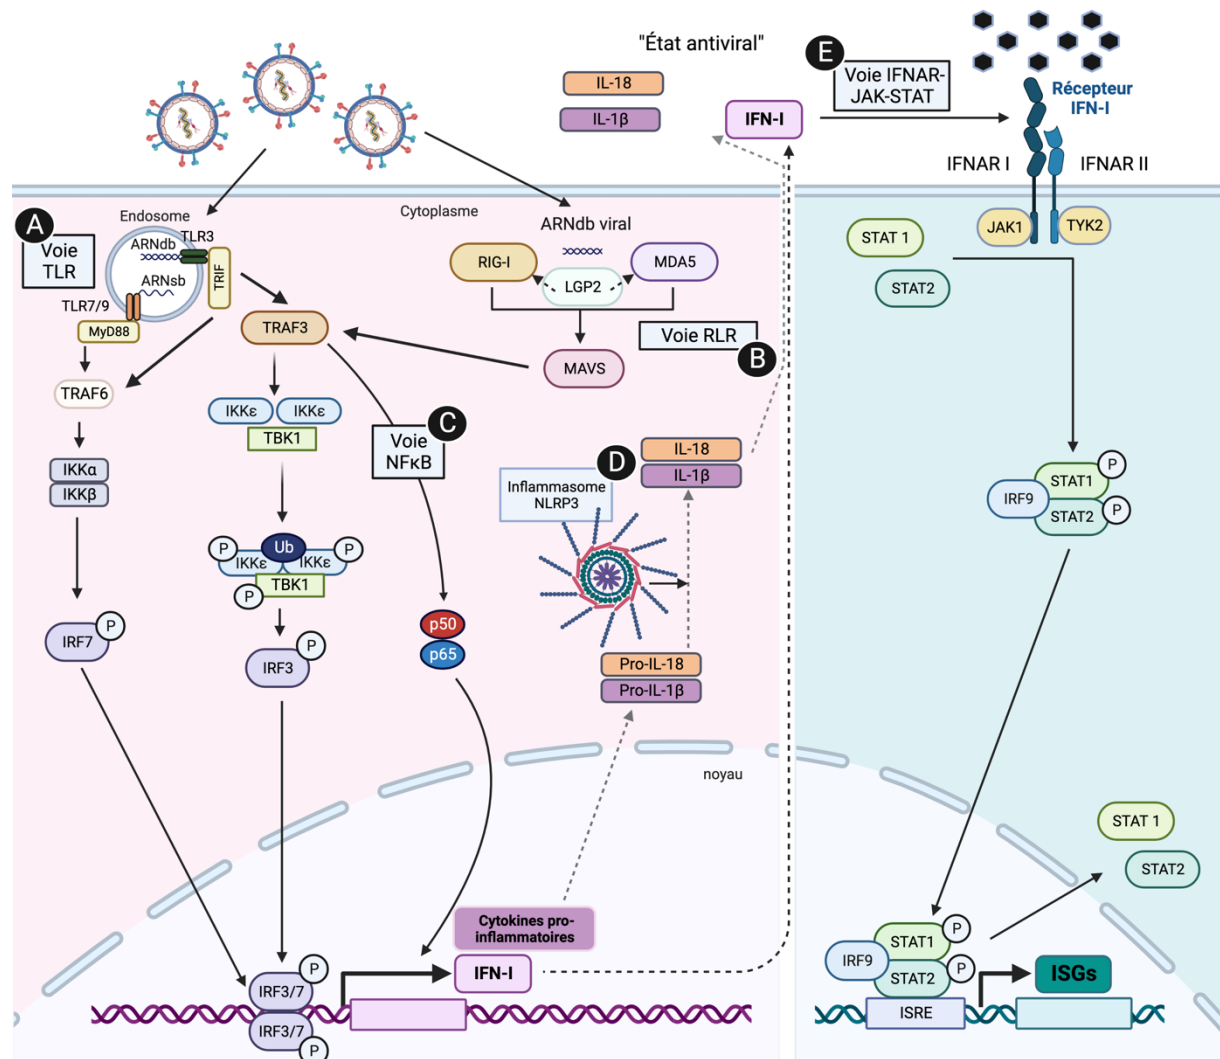 "État antiviral"
IL-18
IL-1β
IFN-I
E
Voie IFNAR-
JAK-STAT
Récepteur
IFN-I
IFNAR I
IFNAR II
JAK1
TYK2
A
Voie
TLR
Endosome
ARNdb
TLR3
ARNsb
TRIF
TLR7/9
MyD88
TRAF6
IKKα
IKKβ
IRF7
P
Cytoplasme
ARNdb viral
RIG-I
LGP2
MDA5
Voie RLR
B
MAVS
TRAF3
IKKε
IKKε
TBK1
P
Ub
P
IKKε
IKKε
TBK1
P
IRF3
P
Voie
NFκB
C
p50
p65
D
Inflammasome
NLRP3
IL-18
IL-1β
Pro-IL-18
Pro-IL-1β
noyau
Cytokines pro-
inflammatoires
IFN-I
IRF3/7
P
IRF3/7
P
STAT 1
STAT2
IRF9
STAT1
P
STAT2
P
STAT 1
STAT2
IRF9
STAT1
P
STAT2
P
ISRE
ISGs